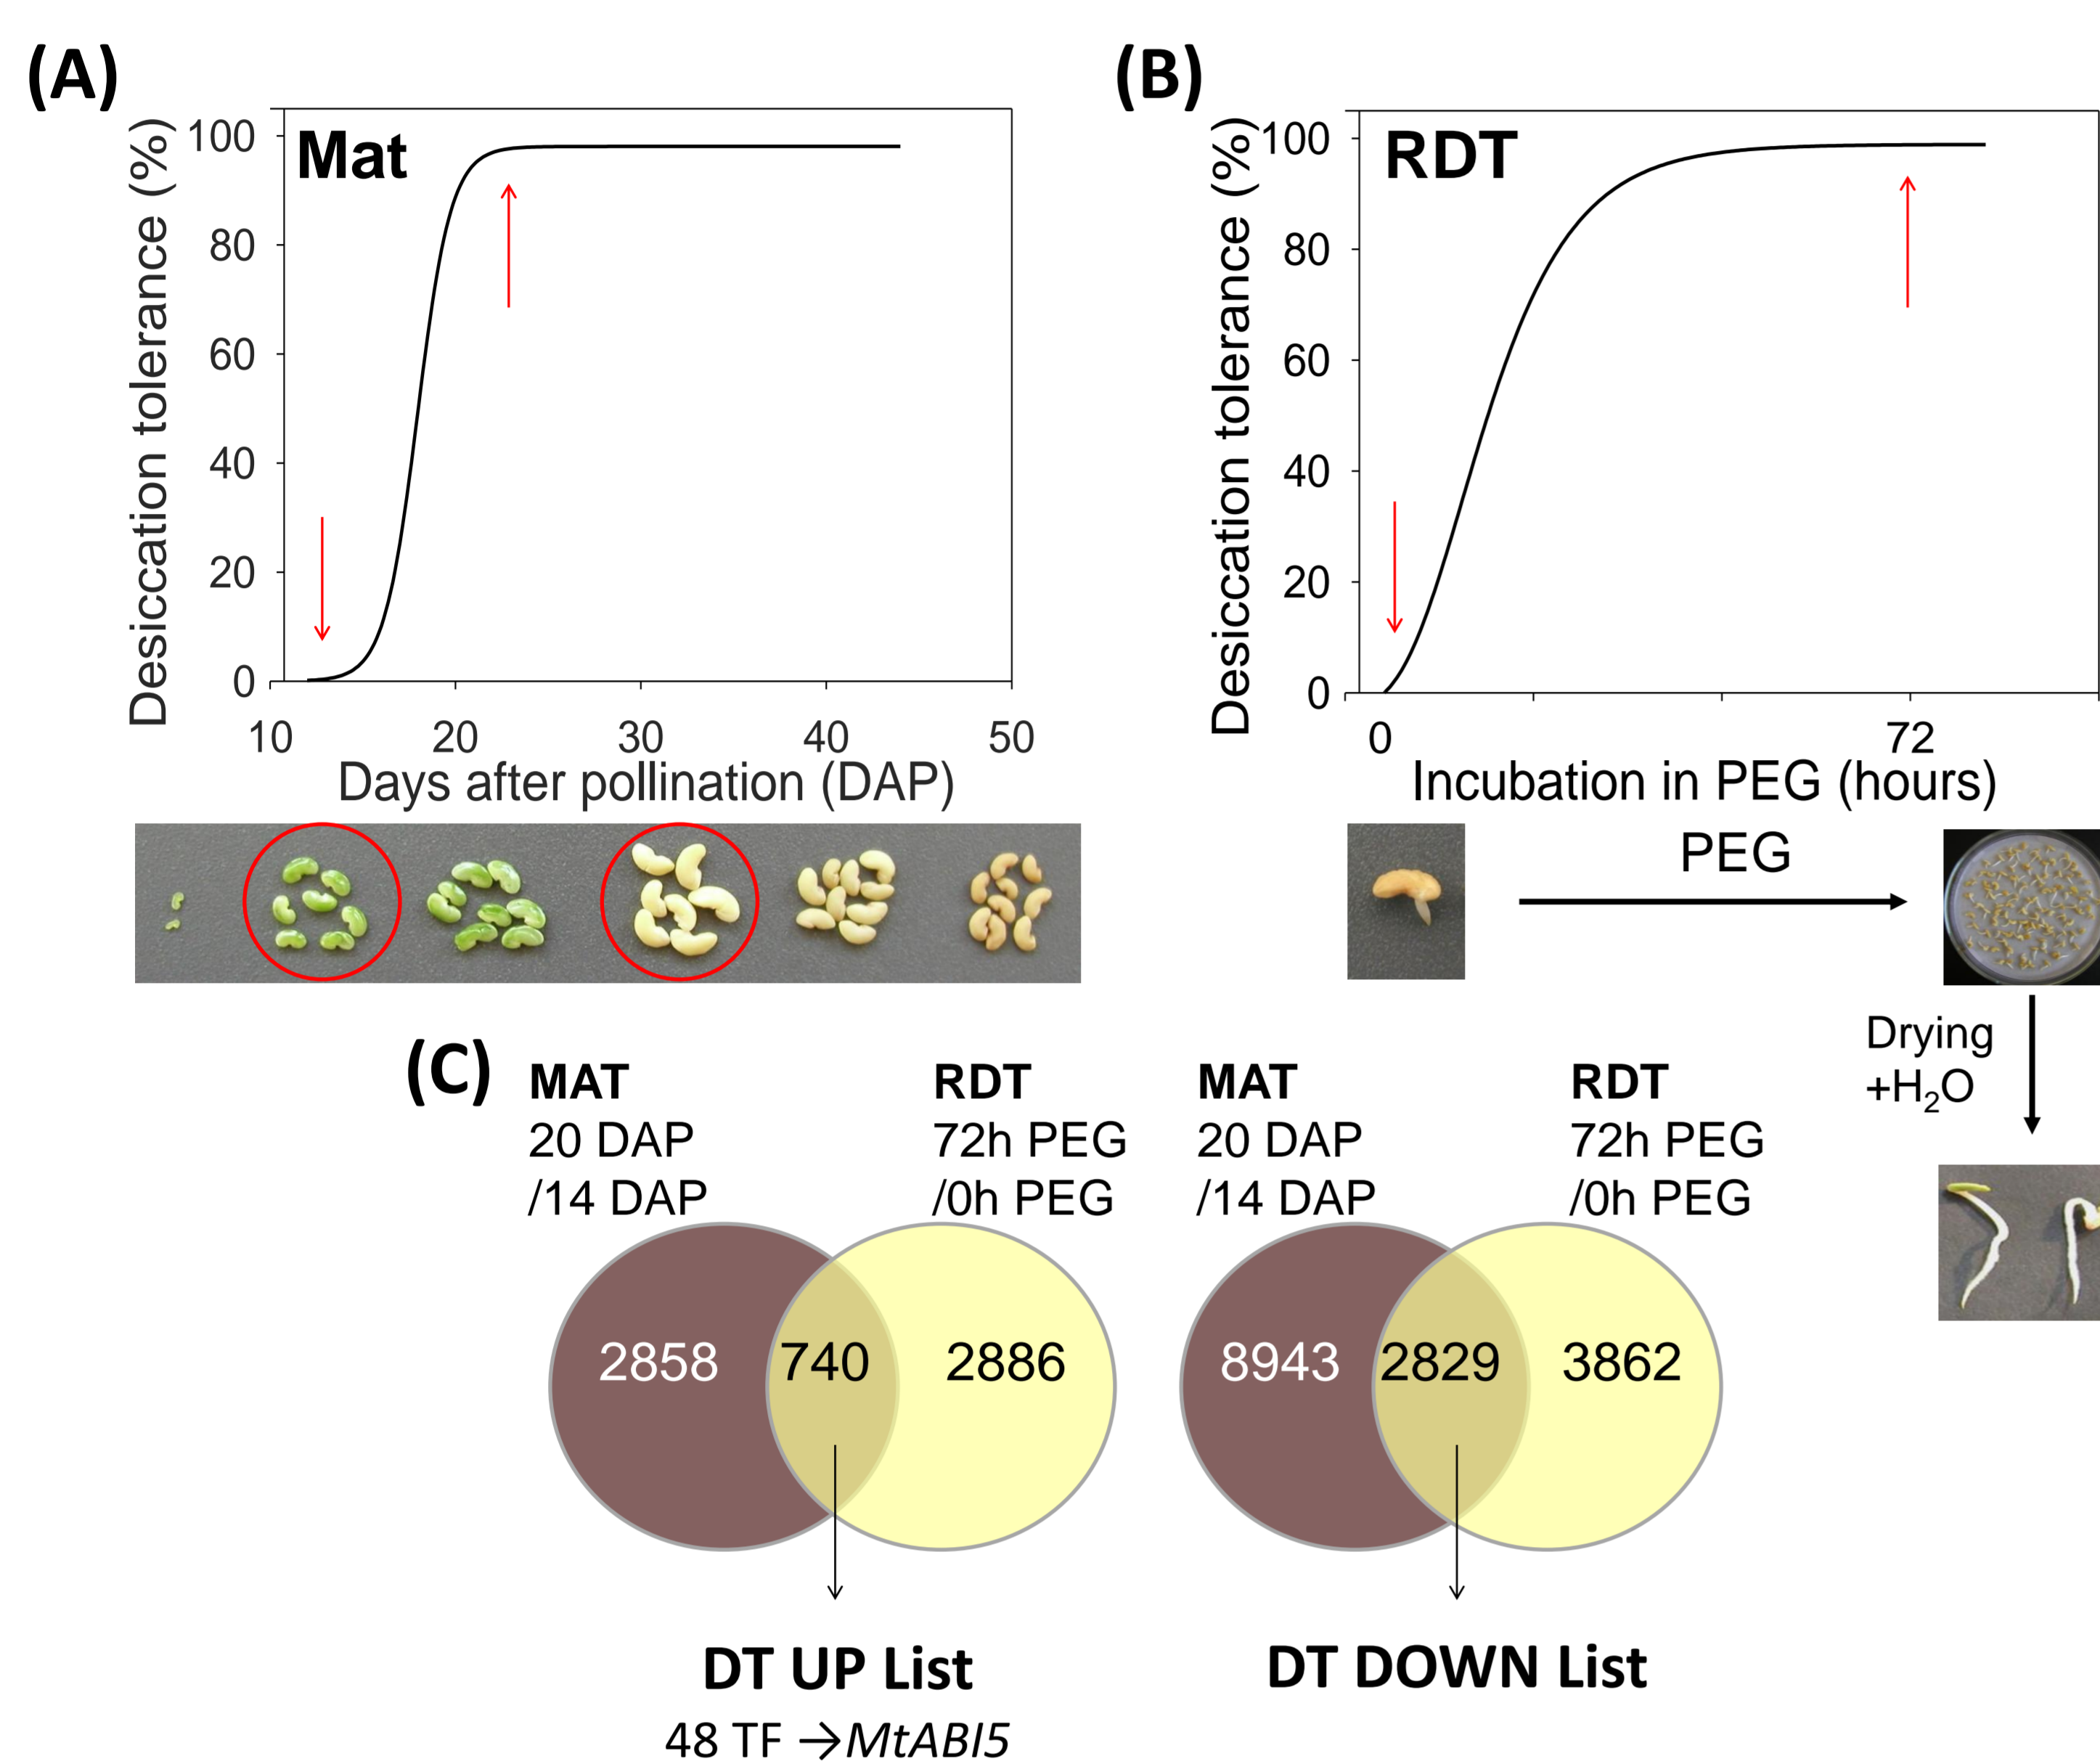 (A)
Mat
Desiccation tolerance (%)
100
80
60
40
20
0
10 20 30 40 50
Days after pollination (DAP)
(B)
RDT
Desiccation tolerance (%)
100
80
60
40
20
0
0 72
Incubation in PEG (hours)
PEG
Drying
+H₂O
(C)
MAT
20 DAP
/14 DAP
RDT
72h PEG
/0h PEG
MAT
20 DAP
/14 DAP
RDT
72h PEG
/0h PEG
2858 740 2886
8943 2829 3862
DT UP List
48 TF →MtABI5
DT DOWN List